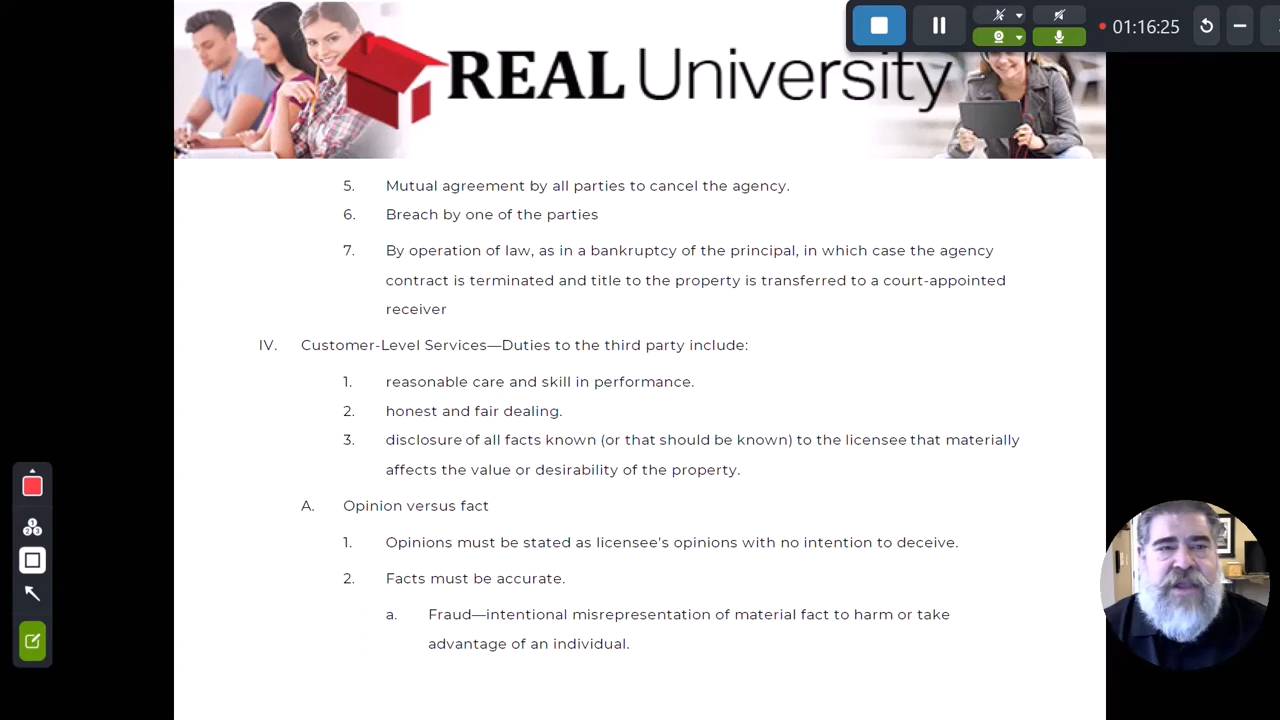 01:16:25
REAL University
5. Mutual agreement by all parties to cancel the agency.
6. Breach by one of the parties
7. By operation of law, as in a bankruptcy of the principal, in which case the agency
contract is terminated and title to the property is transferred to a court-appointed
receiver
IV. Customer-Level Services—Duties to the third party include:
1. reasonable care and skill in performance.
2. honest and fair dealing.
3. disclosure of all facts known (or that should be known) to the licensee that materially
affects the value or desirability of the property.
A. Opinion versus fact
1. Opinions must be stated as licensee's opinions with no intention to deceive.
2. Facts must be accurate.
a. Fraud—intentional misrepresentation of material fact to harm or take
advantage of an individual.